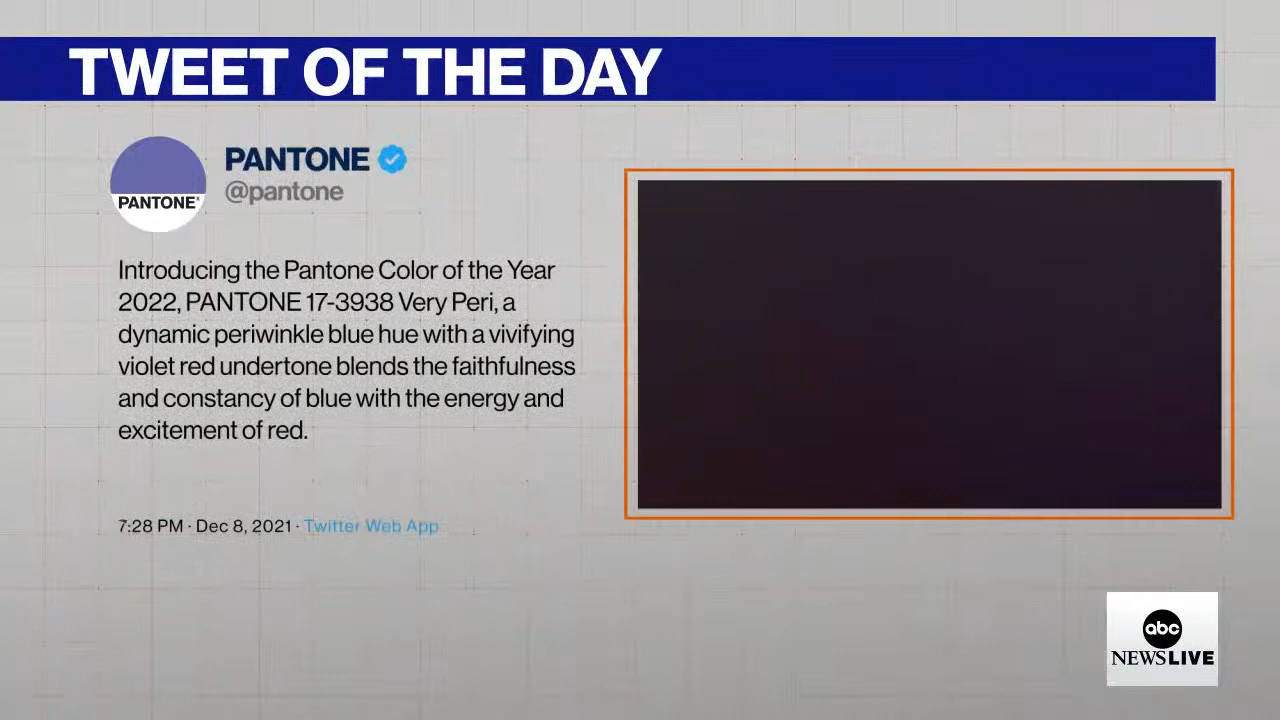 TWEET OF THE DAY
PANTONE
@pantone
PANTONE®
Introducing the Pantone Color of the Year
2022, PANTONE 17-3938 Very Peri, a
dynamic periwinkle blue hue with a vivifying
violet red undertone blends the faithfulness
and constancy of blue with the energy and
excitement of red.
7:28 PM · Dec 8, 2021 · Twitter Web App
abc
NEWS LIVE